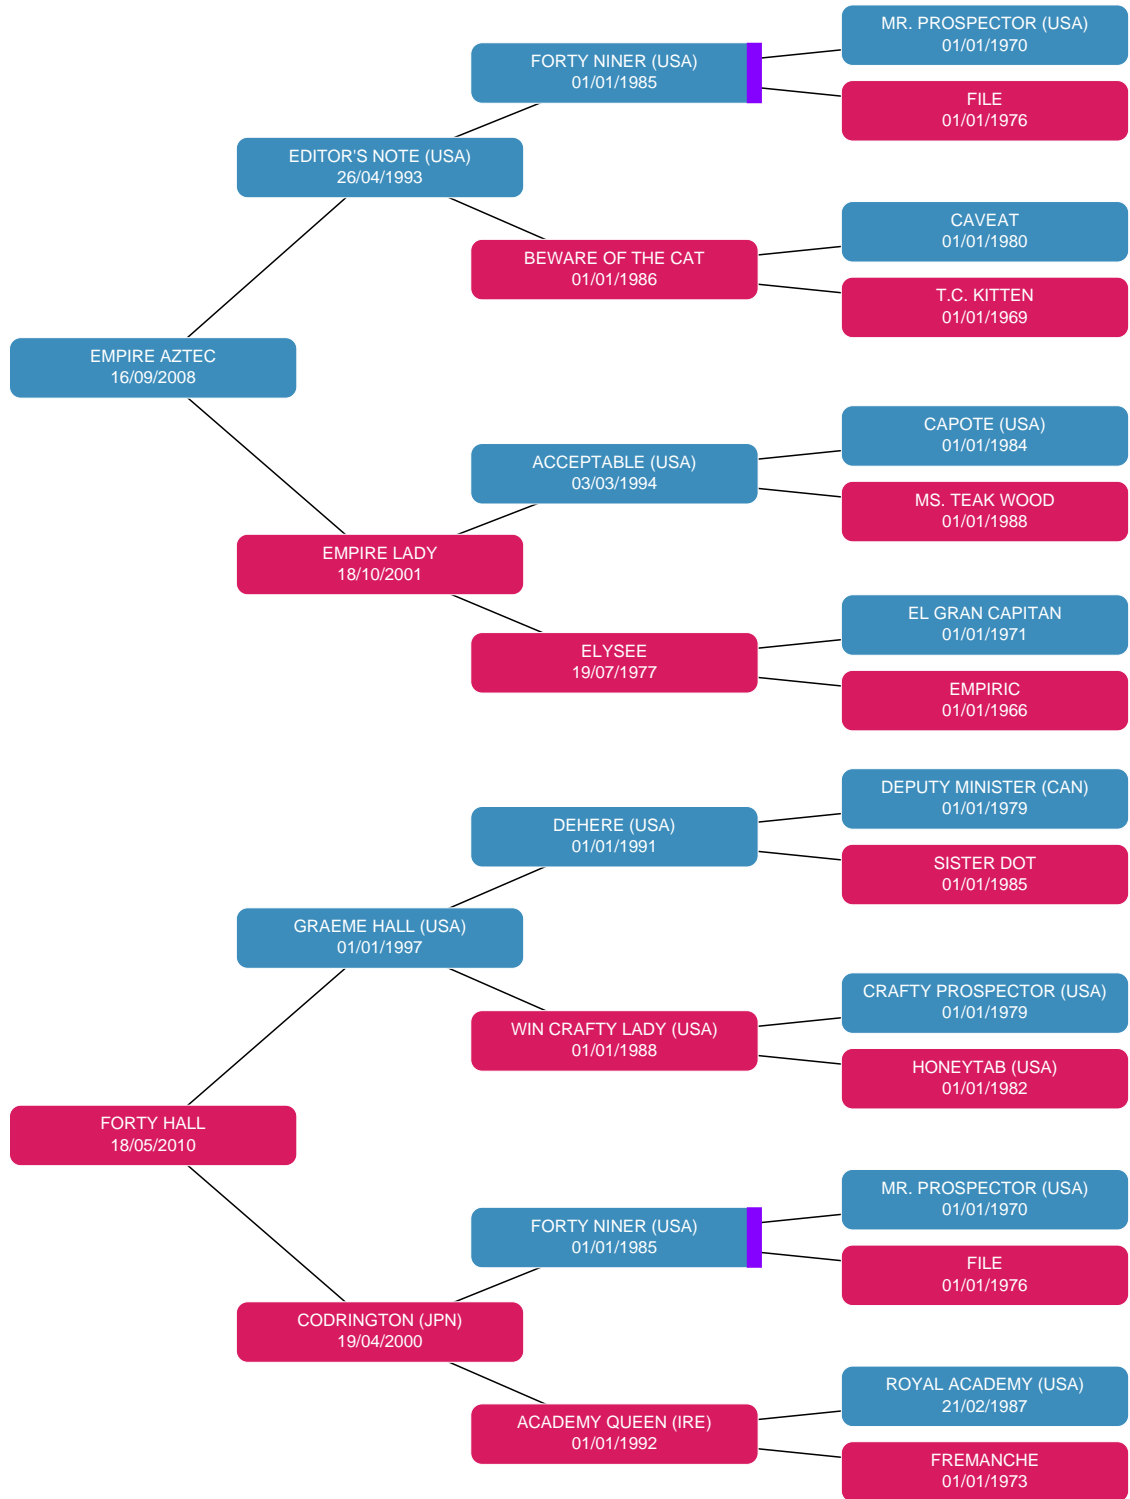 MR. PROSPECTOR (USA)
01/01/1970
FORTY NINER (USA)
01/01/1985
FILE
01/01/1976
EDITOR'S NOTE (USA)
26/04/1993
CAVEAT
01/01/1980
BEWARE OF THE CAT
01/01/1986
T.C. KITTEN
01/01/1969
EMPIRE AZTEC
16/09/2008
CAPOTE (USA)
01/01/1984
ACCEPTABLE (USA)
03/03/1994
MS. TEAK WOOD
01/01/1988
EMPIRE LADY
18/10/2001
EL GRAN CAPITAN
01/01/1971
ELYSEE
19/07/1977
EMPIRIC
01/01/1966
DEPUTY MINISTER (CAN)
01/01/1979
DEHERE (USA)
01/01/1991
SISTER DOT
01/01/1985
GRAEME HALL (USA)
01/01/1997
CRAFTY PROSPECTOR (USA)
01/01/1979
WIN CRAFTY LADY (USA)
01/01/1988
HONEYTAB (USA)
01/01/1982
FORTY HALL
18/05/2010
MR. PROSPECTOR (USA)
01/01/1970
FORTY NINER (USA)
01/01/1985
FILE
01/01/1976
CODRINGTON (JPN)
19/04/2000
ROYAL ACADEMY (USA)
21/02/1987
ACADEMY QUEEN (IRE)
01/01/1992
FREMANCHE
01/01/1973